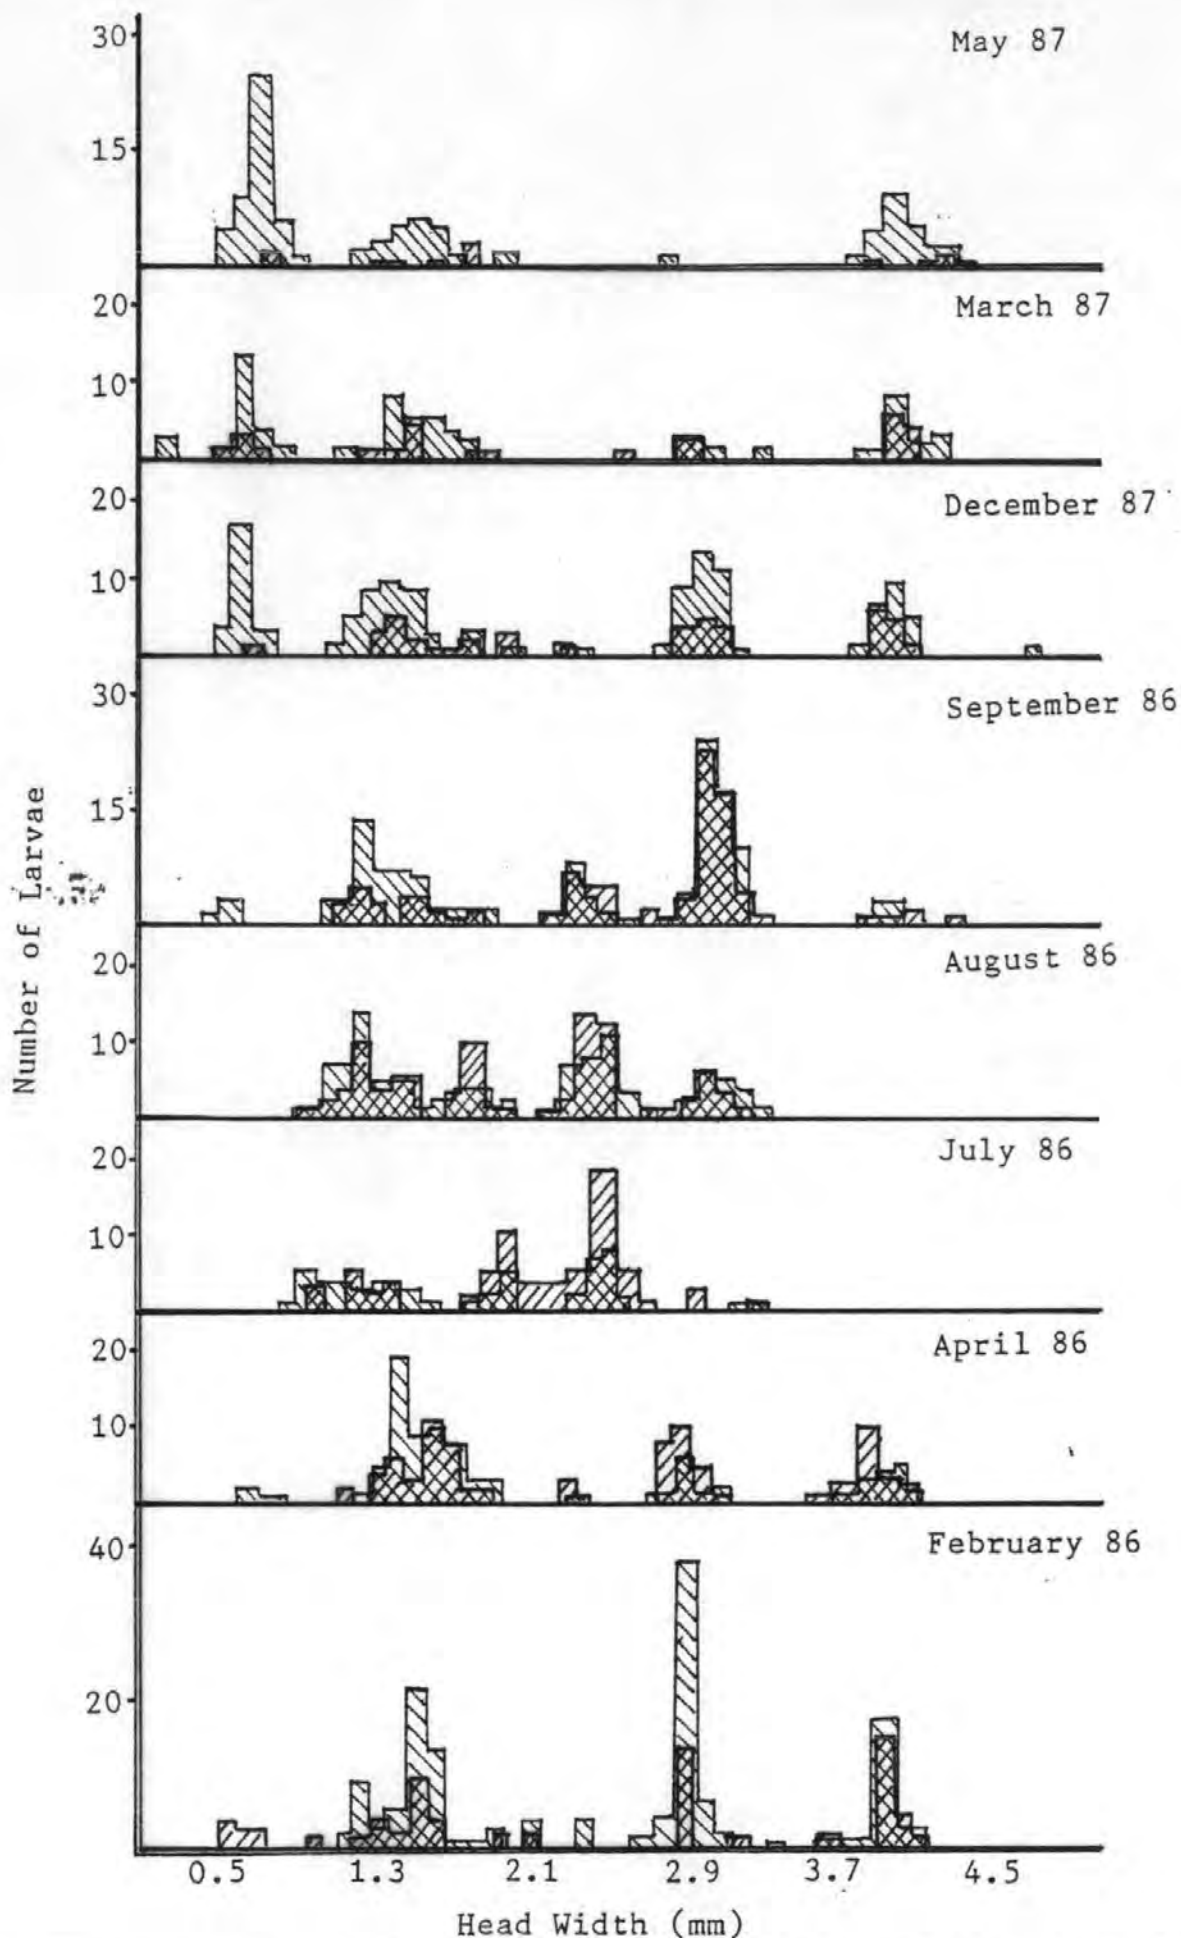 Number of Larvae
May 87
30
15
March 87
20
10
December 87
20
10
September 86
30
15
August 86
20
10
July 86
20
10
April 86
20
10
February 86
40
20
0.5 1.3 2.1 2.9 3.7 4.5
Head Width (mm)